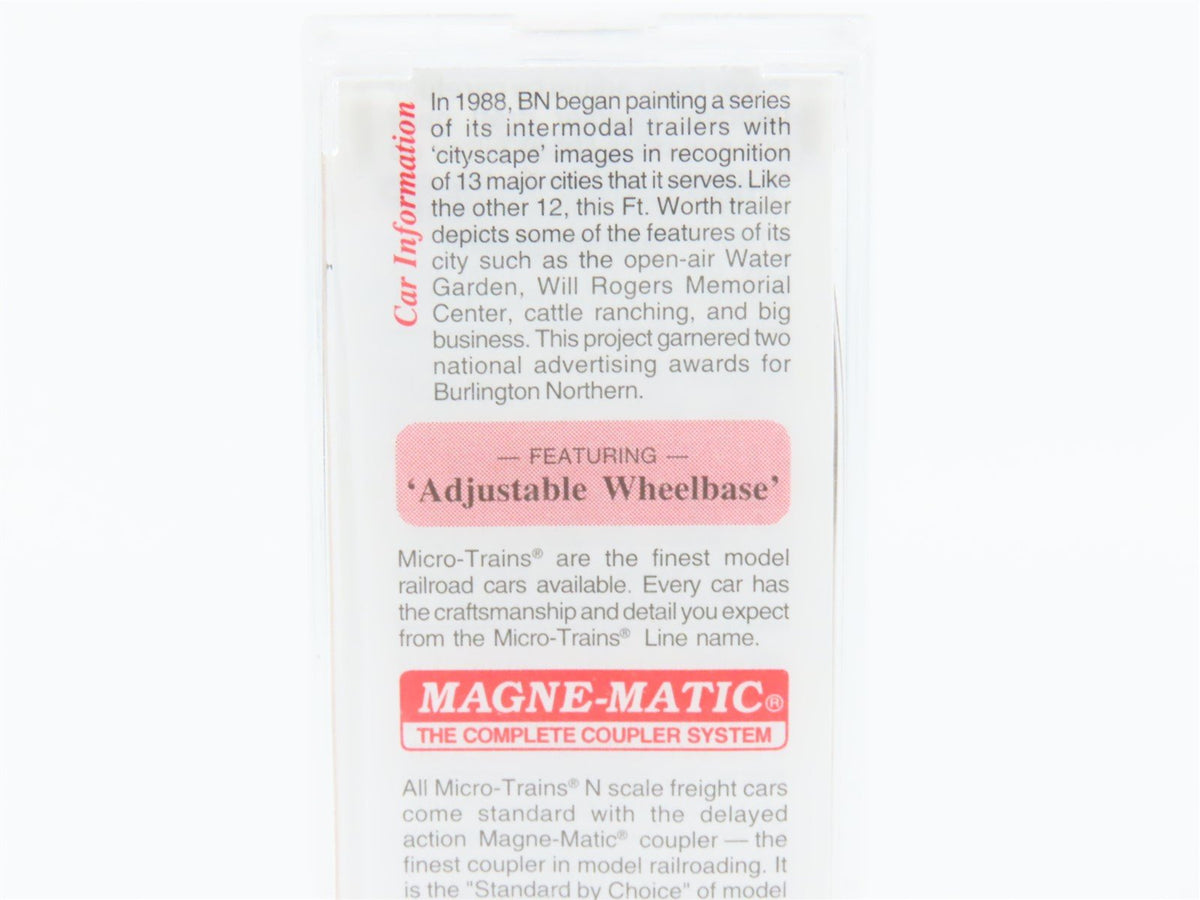 Car Information
In 1988, BN began painting a series
of its intermodal trailers with
'cityscape' images in recognition
of 13 major cities that it serves. Like
the other 12, this Ft. Worth trailer
depicts some of the features of its
city such as the open-air Water
Garden, Will Rogers Memorial
Center, cattle ranching, and big
business. This project garnered two
national advertising awards for
Burlington Northern.
— FEATURING —
'Adjustable Wheelbase'
Micro-Trains® are the finest model
railroad cars available. Every car has
the craftsmanship and detail you expect
from the Micro-Trains® Line name.
MAGNE-MATIC®
THE COMPLETE COUPLER SYSTEM
All Micro-Trains® N scale freight cars
come standard with the delayed
action Magne-Matic® coupler — the
finest coupler in model railroading. It
is the "Standard by Choice" of model